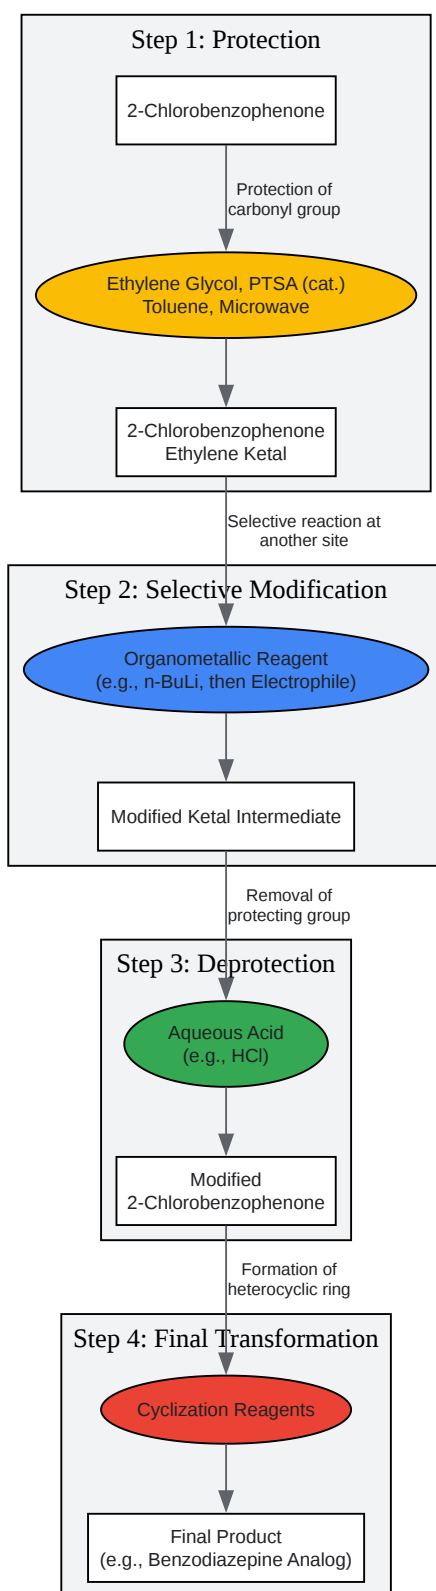 Step 1: Protection
2-Chlorobenzophenone
Protection of
carbonyl group
Ethylene Glycol, PTSA (cat.)
Toluene, Microwave
2-Chlorobenzophenone
Ethylene Ketal
Selective reaction at
another site
Step 2: Selective Modification
Organometallic Reagent
(e.g., n-BuLi, then Electrophile)
Modified Ketal Intermediate
Removal of
protecting group
Step 3: Deprotection
Aqueous Acid
(e.g., HCl)
Modified
2-Chlorobenzophenone
Formation of
heterocyclic ring
Step 4: Final Transformation
Cyclization Reagents
Final Product
(e.g., Benzodiazepine Analog)